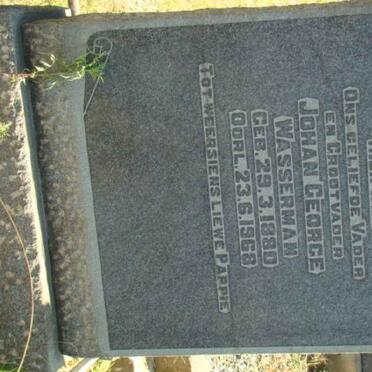 ONS GELIEFDE VADER
EN GROOTVADER
JOHAN GEORGE
WASSERMAN
GEB. 29.3.1880
OORL. 23.6.1968
TOT WEERSIENS LIEWE PAPPIE